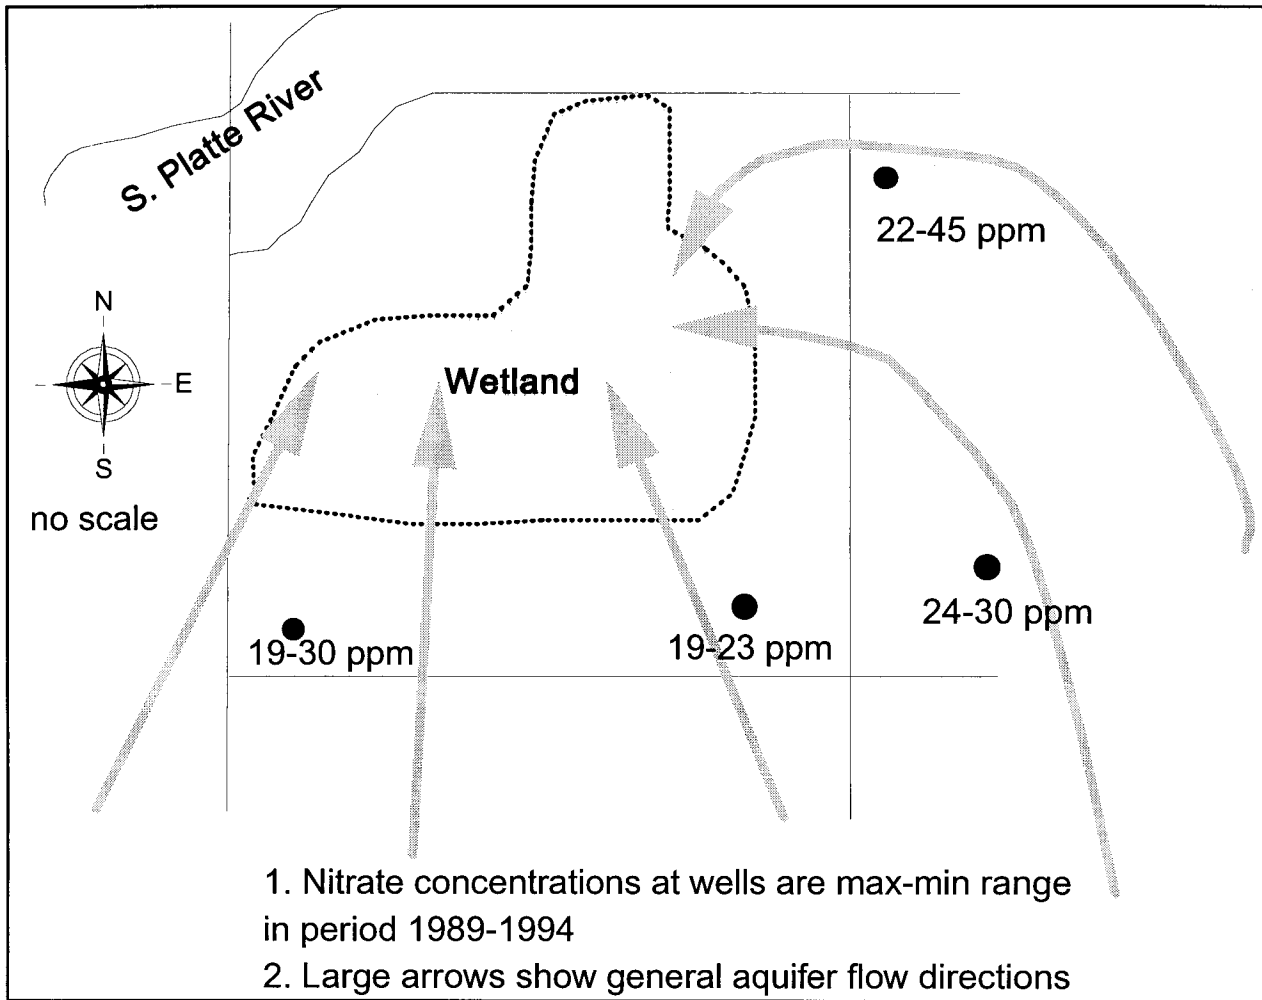 S. Platte River
22-45 ppm
N
E
Wetland
S
no scale
24-30 ppm
19-30 ppm
19-23 ppm
1. Nitrate concentrations at wells are max-min range
in period 1989-1994
2. Large arrows show general aquifer flow directions